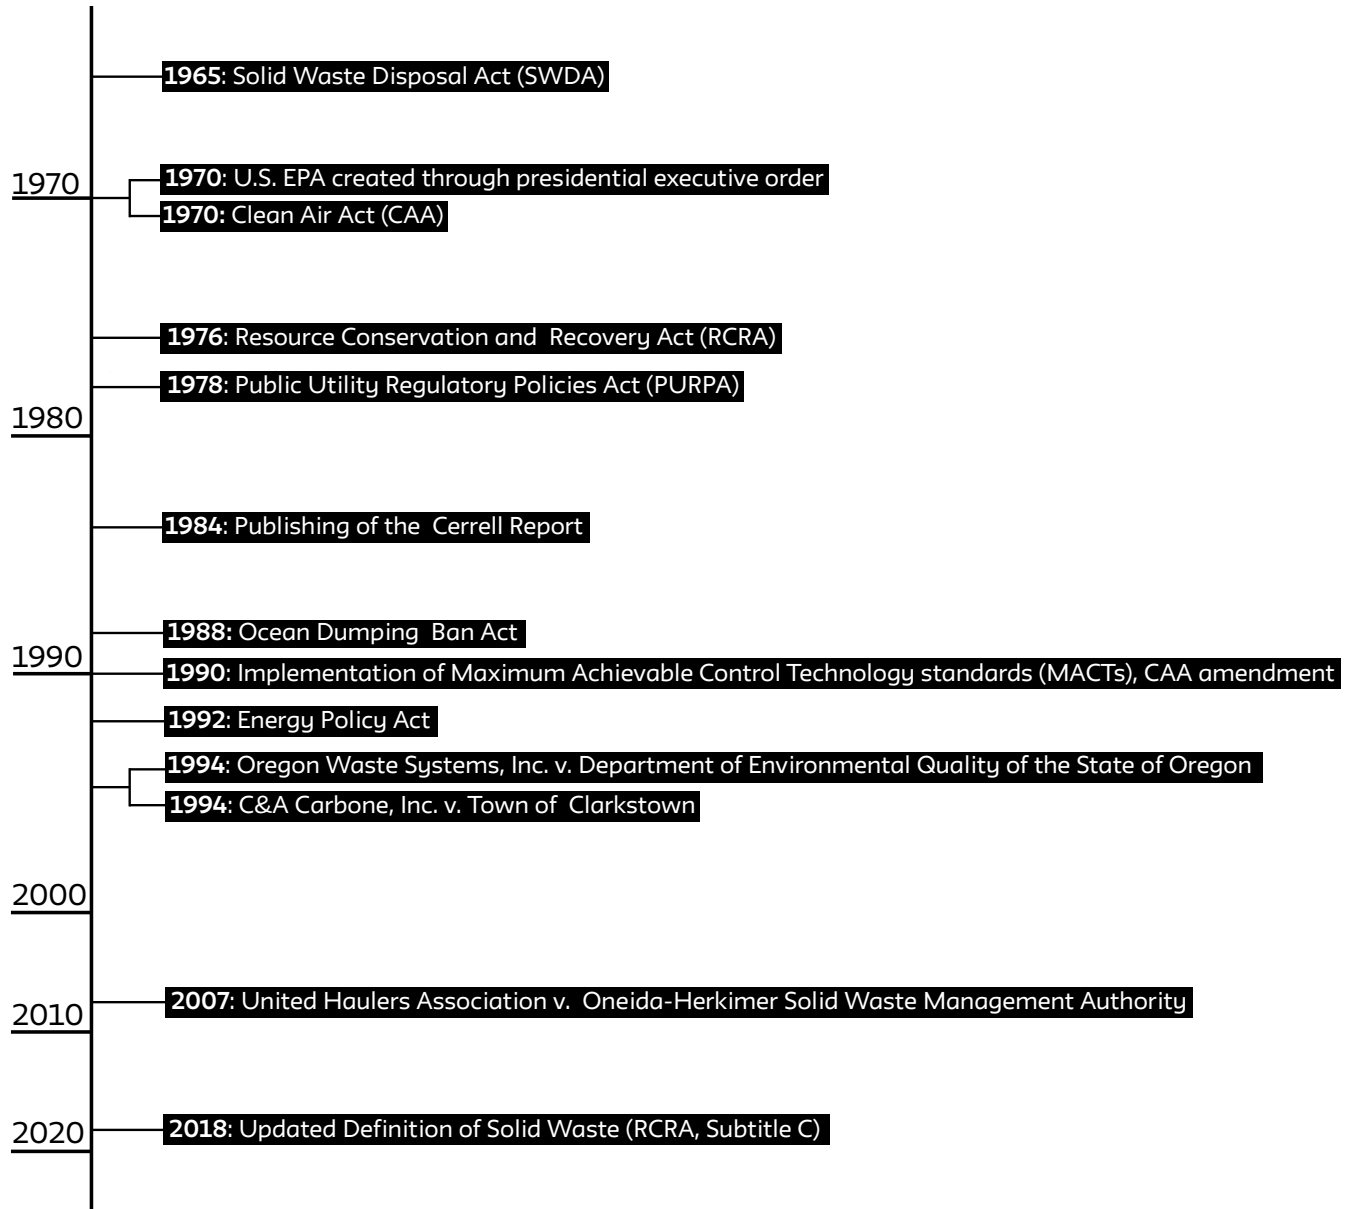 1965: Solid Waste Disposal Act (SWDA)
1970
1970: U.S. EPA created through presidential executive order
1970: Clean Air Act (CAA)
1976: Resource Conservation and Recovery Act (RCRA)
1978: Public Utility Regulatory Policies Act (PURPA)
1980
1984: Publishing of the Cerrell Report
1988: Ocean Dumping Ban Act
1990
1990: Implementation of Maximum Achievable Control Technology standards (MACTs), CAA amendment
1992: Energy Policy Act
1994: Oregon Waste Systems, Inc. v. Department of Environmental Quality of the State of Oregon
1994: C&A Carbone, Inc. v. Town of Clarkstown
2000
2007: United Haulers Association v. Oneida-Herkimer Solid Waste Management Authority
2010
2018: Updated Definition of Solid Waste (RCRA, Subtitle C)
2020